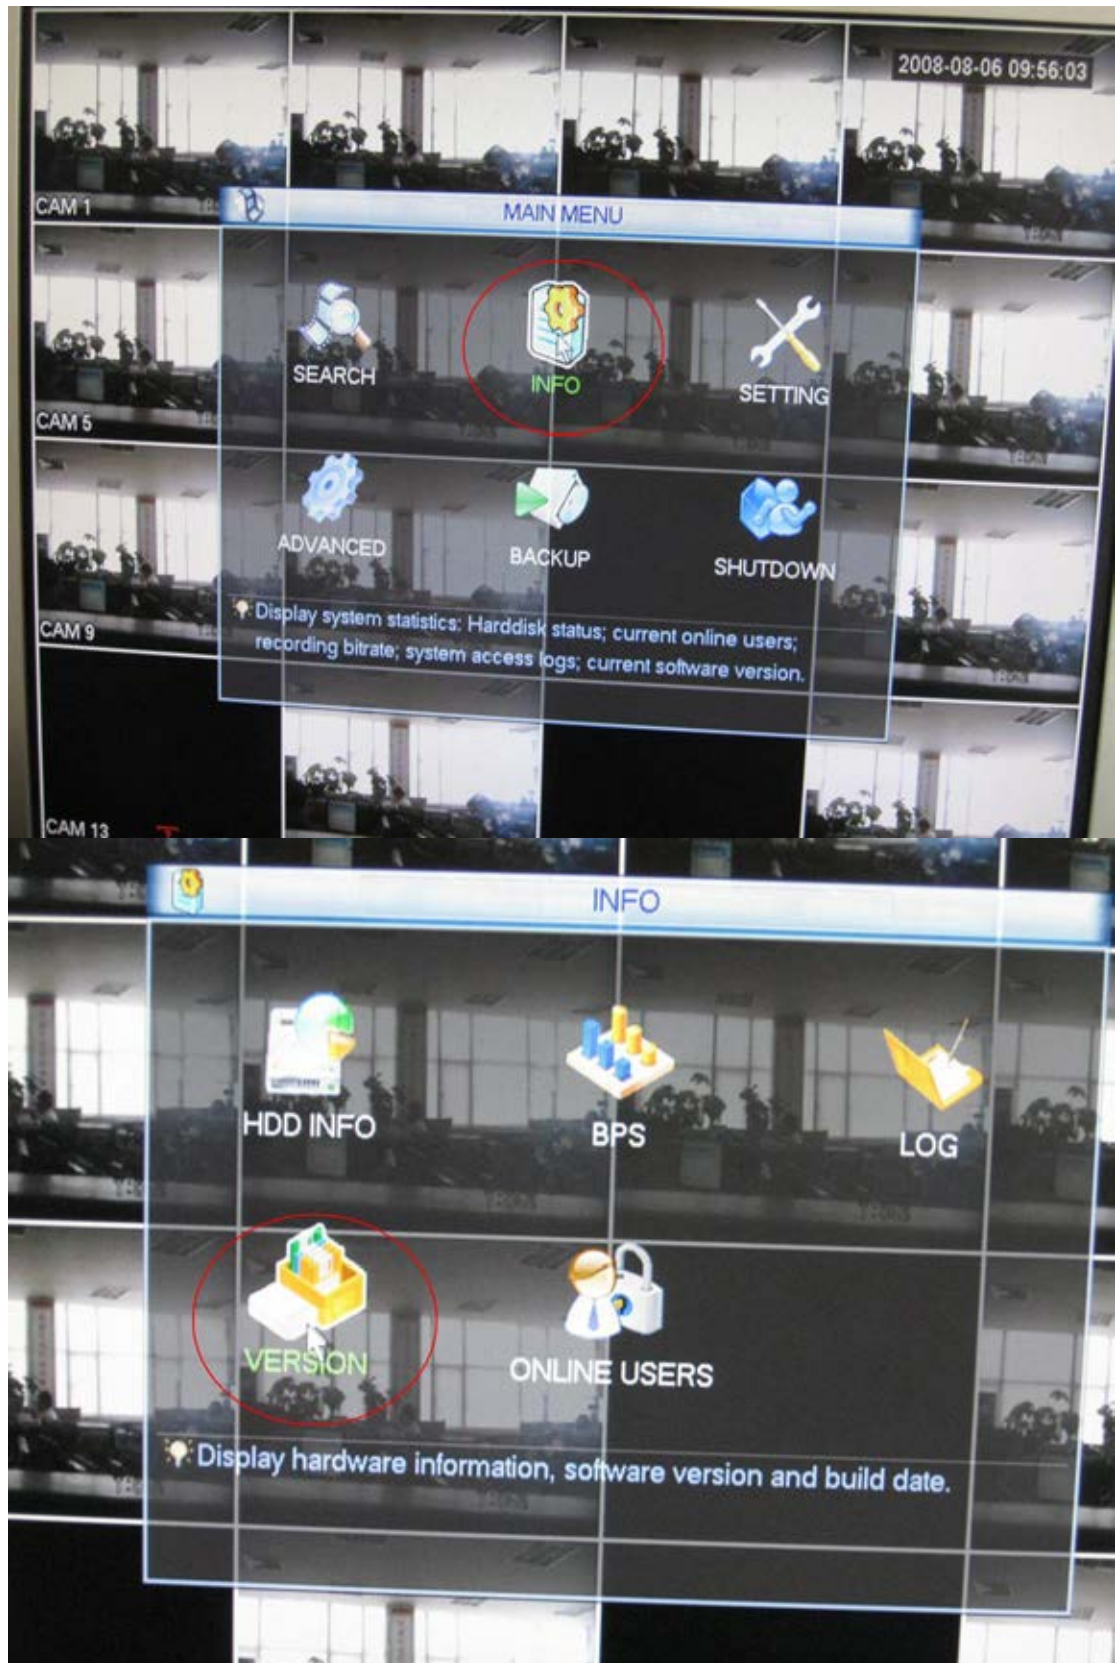 2008-08-06 09:56:03
CAM 1
MAIN MENU
SEARCH
INFO
SETTING
CAM 5
ADVANCED
BACKUP
SHUTDOWN
Display system statistics: Harddisk status; current online users;
recording bitrate; system access logs; current software version.
CAM 9
CAM 13
INFO
HDD INFO
BPS
LOG
VERSION
ONLINE USERS
Display hardware information, software version and build date.